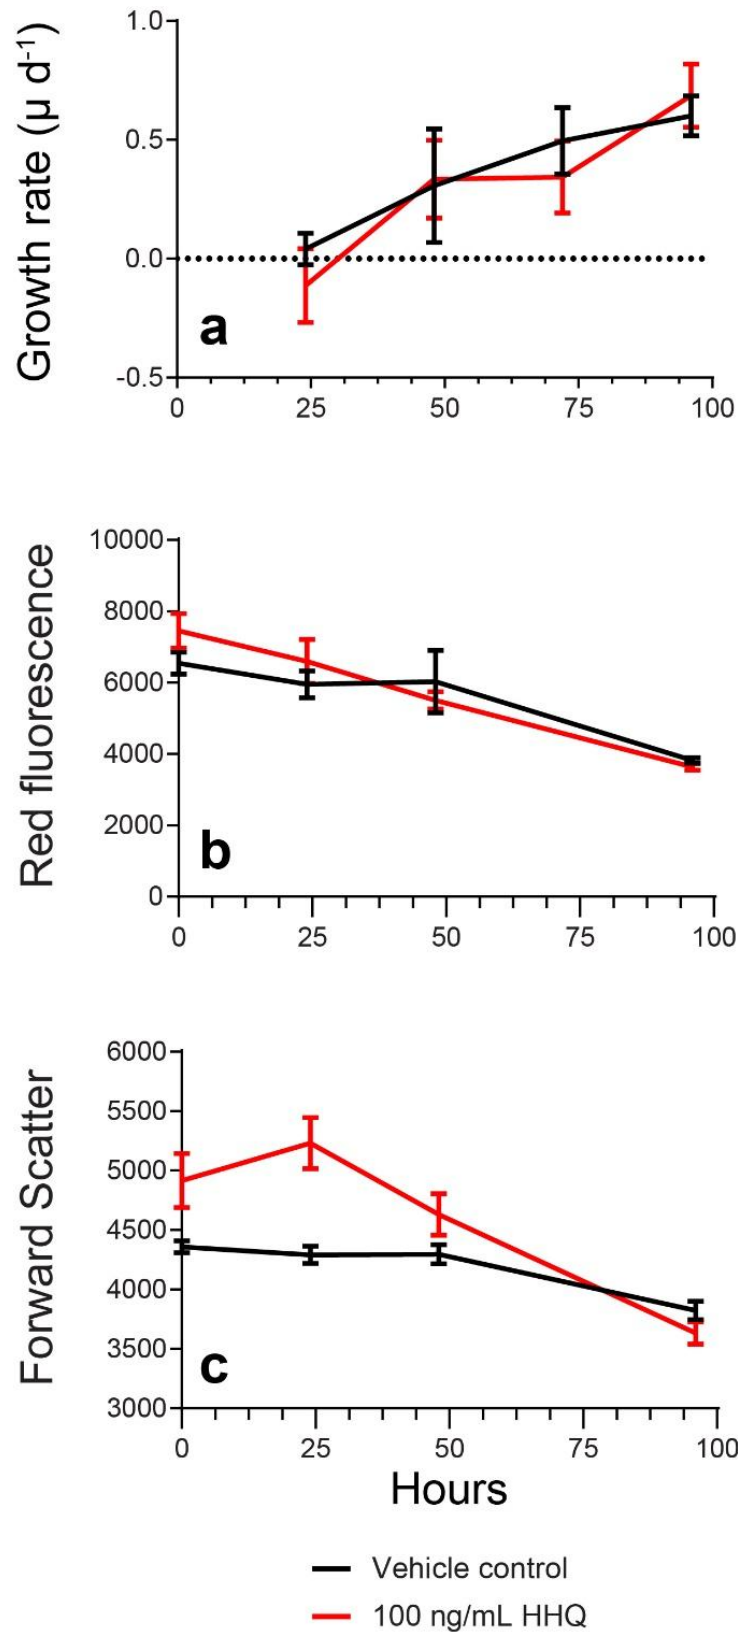 Growth rate (µ d-1)
1.0
0.5
0.0
-0.5
a
0 25 50 75 100
Red fluorescence
10000
8000
6000
4000
2000
0
b
0 25 50 75 100
Forward Scatter
6000
5500
5000
4500
4000
3500
3000
c
0 25 50 75 100
Hours
Vehicle control
100 ng/mL HHQ